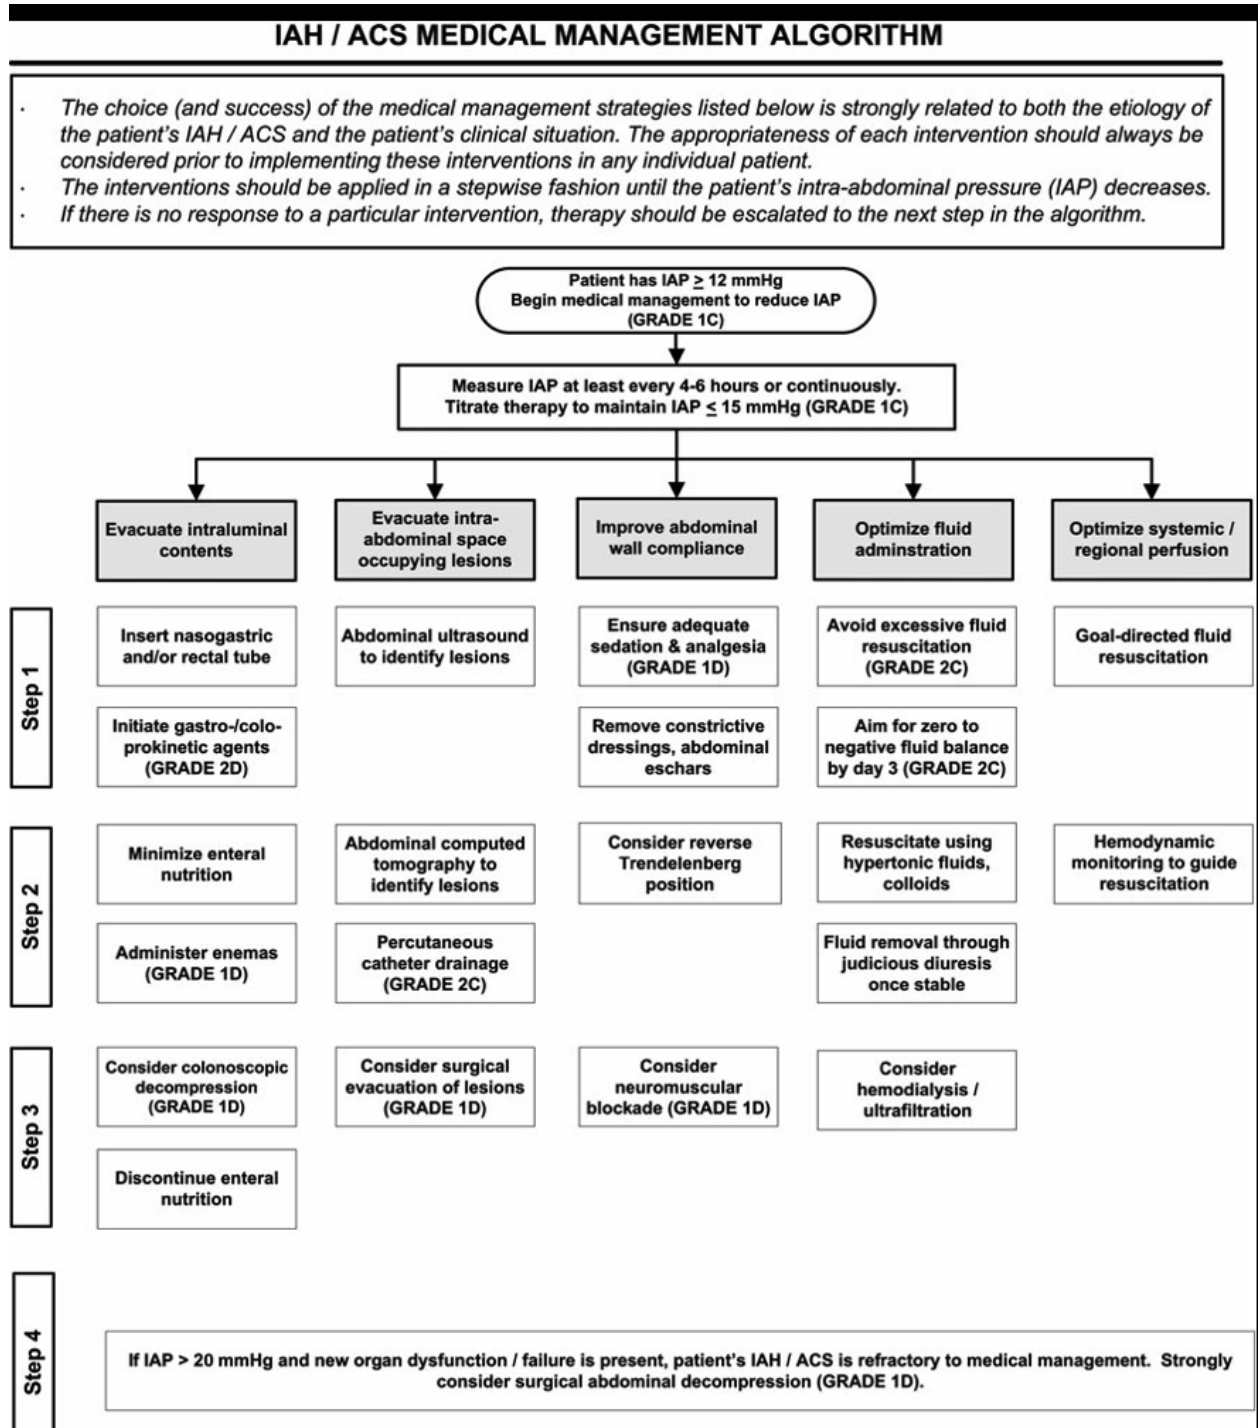 IAH / ACS MEDICAL MANAGEMENT ALGORITHM
· The choice (and success) of the medical management strategies listed below is strongly related to both the etiology of
the patient's IAH / ACS and the patient's clinical situation. The appropriateness of each intervention should always be
considered prior to implementing these interventions in any individual patient.
· The interventions should be applied in a stepwise fashion until the patient's intra-abdominal pressure (IAP) decreases.
· If there is no response to a particular intervention, therapy should be escalated to the next step in the algorithm.
Patient has IAP ≥ 12 mmHg
Begin medical management to reduce IAP
(GRADE 1C)
Measure IAP at least every 4-6 hours or continuously.
Titrate therapy to maintain IAP ≤ 15 mmHg (GRADE 1C)
Evacuate intraluminal
contents
Evacuate intra-
abdominal space
occupying lesions
Improve abdominal
wall compliance
Optimize fluid
adminstration
Optimize systemic /
regional perfusion
Step 1
Insert nasogastric
and/or rectal tube
Abdominal ultrasound
to identify lesions
Ensure adequate
sedation & analgesia
(GRADE 1D)
Avoid excessive fluid
resuscitation
(GRADE 2C)
Goal-directed fluid
resuscitation
Initiate gastro-/colo-
prokinetic agents
(GRADE 2D)
Remove constrictive
dressings, abdominal
eschars
Aim for zero to
negative fluid balance
by day 3 (GRADE 2C)
Step 2
Minimize enteral
nutrition
Abdominal computed
tomography to
identify lesions
Consider reverse
Trendelenberg
position
Resuscitate using
hypertonic fluids,
colloids
Hemodynamic
monitoring to guide
resuscitation
Administer enemas
(GRADE 1D)
Percutaneous
catheter drainage
(GRADE 2C)
Fluid removal through
judicious diuresis
once stable
Step 3
Consider colonoscopic
decompression
(GRADE 1D)
Consider surgical
evacuation of lesions
(GRADE 1D)
Consider
neuromuscular
blockade (GRADE 1D)
Consider
hemodialysis /
ultrafiltration
Discontinue enteral
nutrition
Step 4
If IAP > 20 mmHg and new organ dysfunction / failure is present, patient's IAH / ACS is refractory to medical management. Strongly
consider surgical abdominal decompression (GRADE 1D).